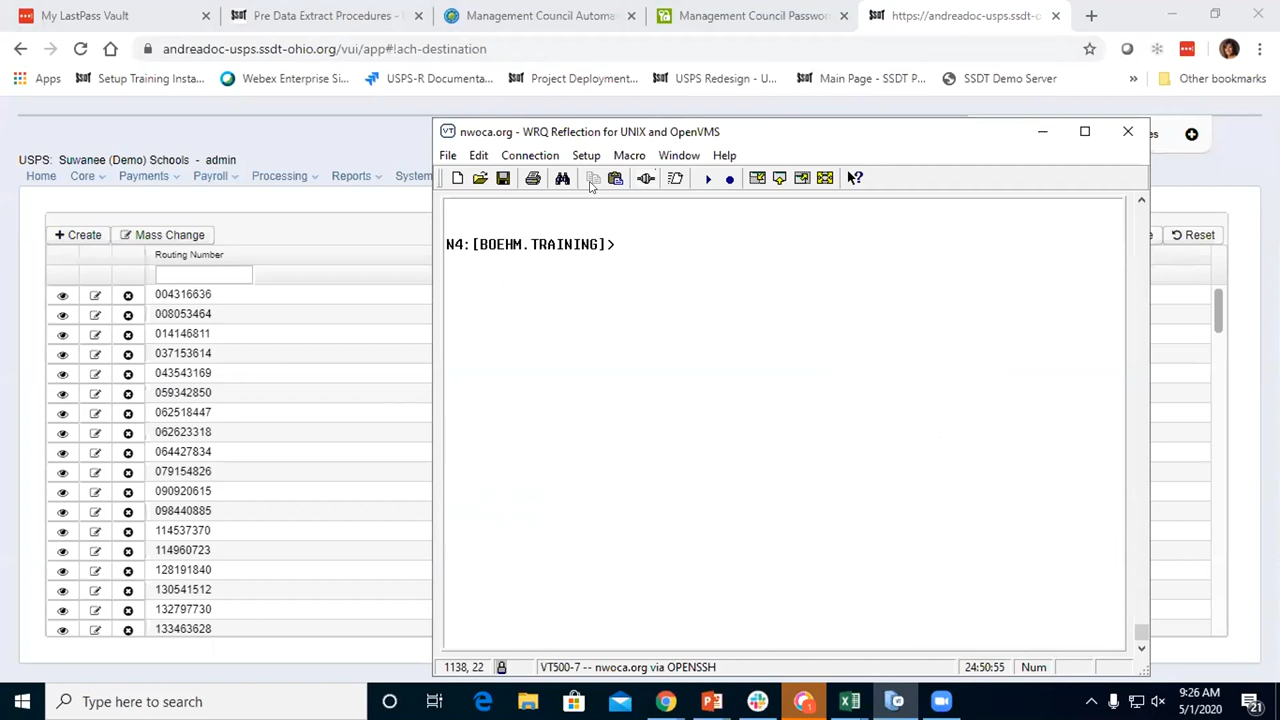 My LastPass Vault
Pre Data Extract Procedures -
Management Council Automa
Management Council Passwor
https://andreadoc-usps.ssdt-o
andreadoc-usps.ssdt-ohio.org/vui/app#!ach-destination
Apps
Setup Training Insta...
Webex Enterprise Si...
USPS-R Documenta...
Project Deploymen...
USPS Redesign - U...
Main Page - SSDT P...
SSDT Demo Server
»
Other bookmarks
USPS: Suwanee (Demo) Schools - admin
Home Core Payments Payroll Processing Reports System
es
Create
Mass Change
Reset
Routing Number
004316636
008053464
014146811
037153614
043543169
059342850
062518447
062623318
064427834
079154826
090920615
098440885
114537370
114960723
128191840
130541512
132797730
133463628
nwoca.org - WRQ Reflection for UNIX and OpenVMS
File Edit Connection Setup Macro Window Help
N4:[BOEHM.TRAINING]>
1138, 22
VT500-7 -- nwoca.org via OPENSSH
24:50:55
Num
Type here to search
9:26 AM
5/1/2020
21